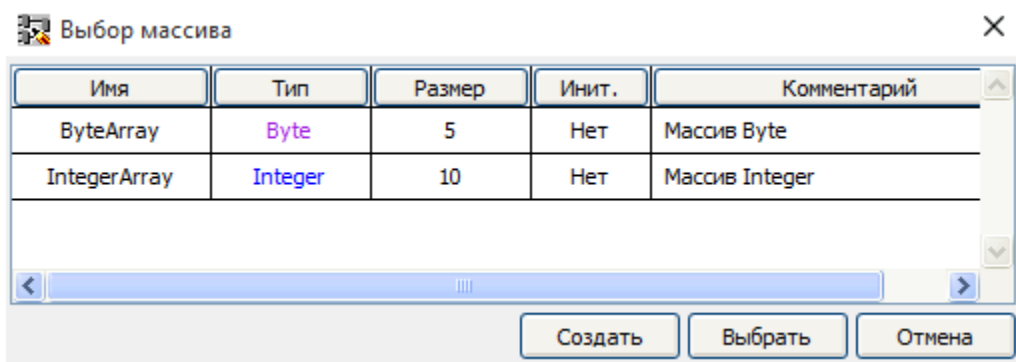 Выбор массива
Имя Тип Размер Инит. Комментарий
ByteArray Byte 5 Нет Массив Byte
IntegerArray Integer 10 Нет Массив Integer
Создать Выбрать Отмена